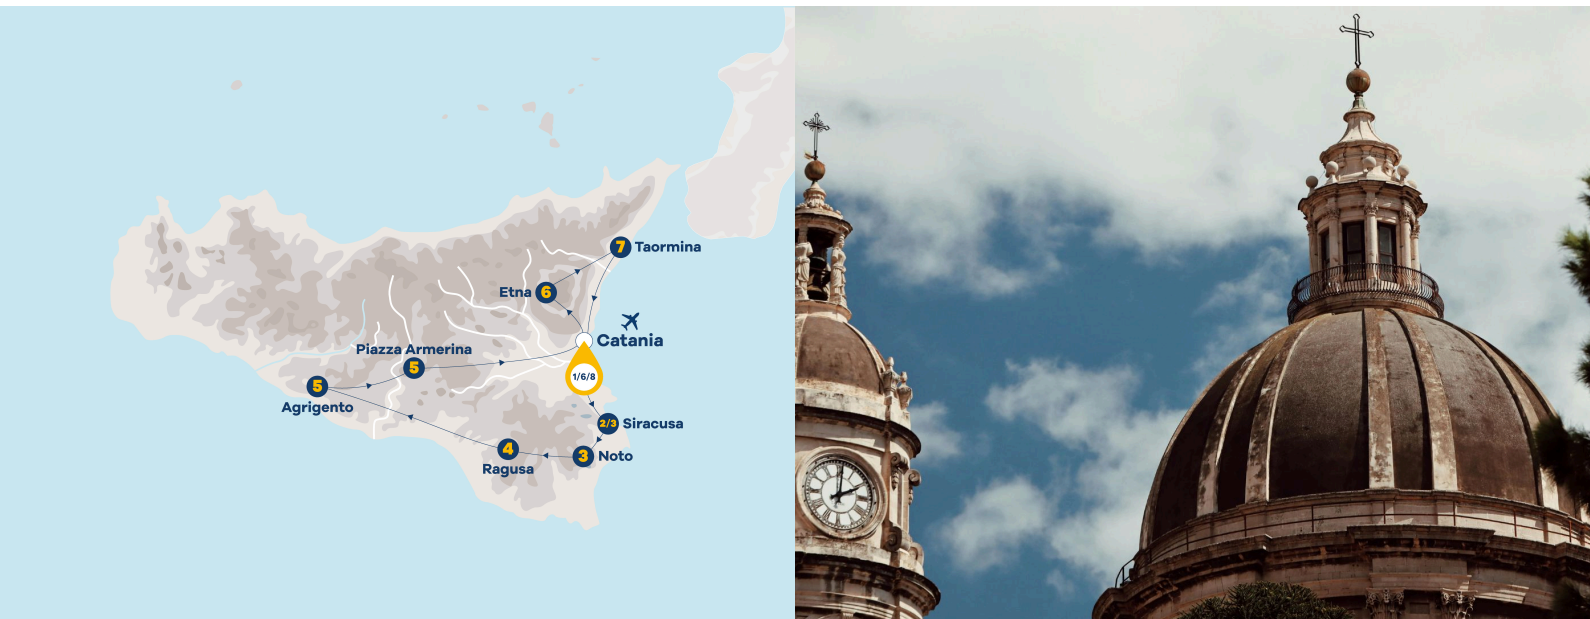 7 Taormina
Etna 6
Catania
Piazza Armerina
5
1/6/8
5
Agrigento
2/3 Siracusa
4
Ragusa
3 Noto